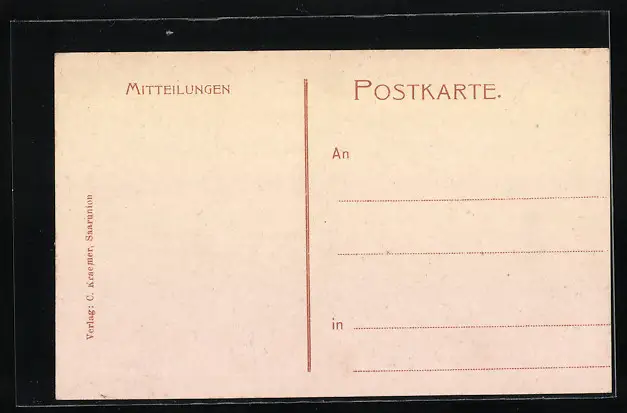 MITTEILUNGEN
POSTKARTE.
An
in
Verlag: C. Kraemer, Saarunion